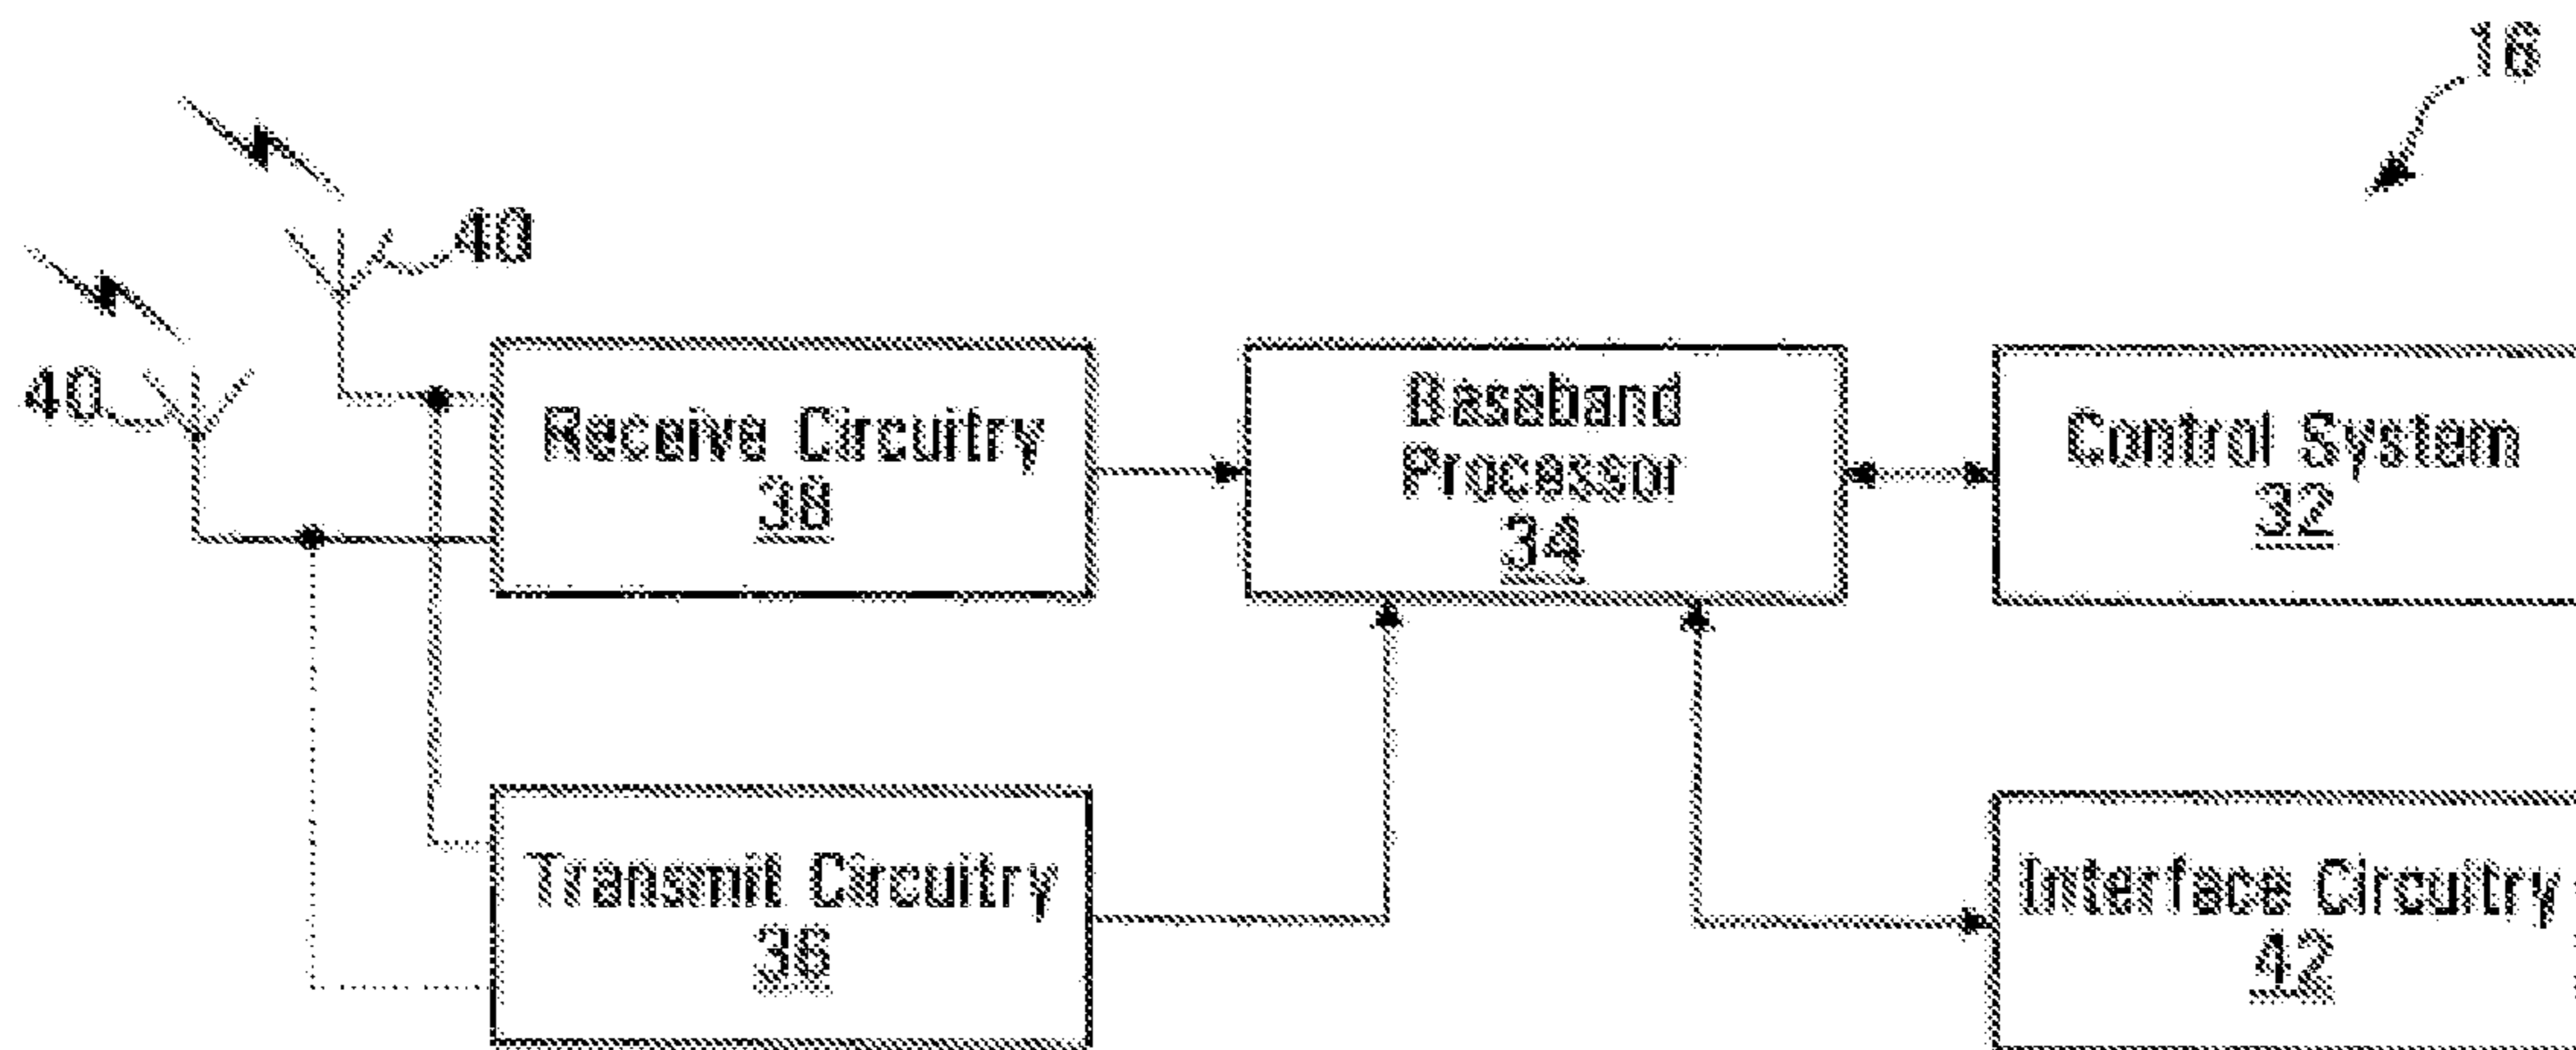 16
40
40
Receive Circuitry
38
Baseband
Processor
34
Control System
32
Transmit Circuitry
36
Interface Circuitry
42